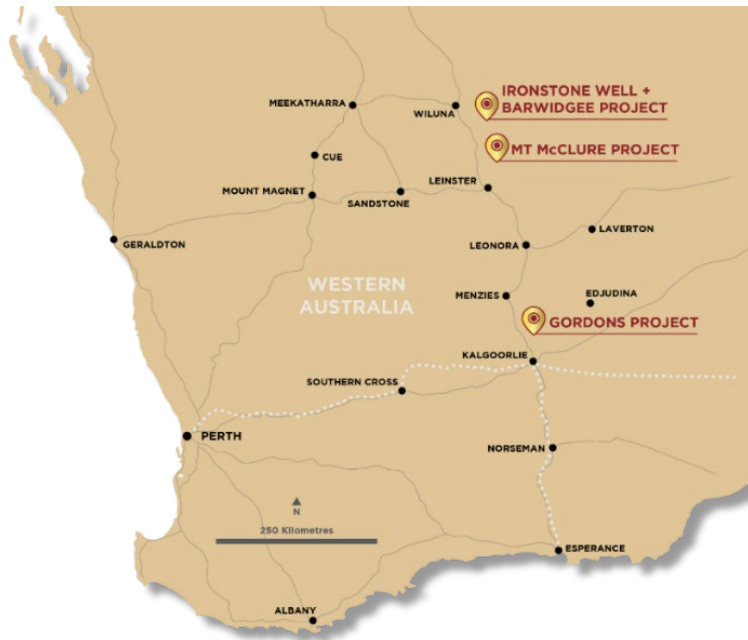 IRONSTONE WELL +
BARWIDGEE PROJECT
MEEKATHARRA
WILUNA
MT McCLURE PROJECT
CUE
LEINSTER
MOUNT MAGNET
SANDSTONE
LAVERTON
GERALDTON
LEONORA
WESTERN
AUSTRALIA
MENZIES
EDJUDINA
GORDONS PROJECT
KALGOORLIE
SOUTHERN CROSS
PERTH
NORSEMAN
N
250 Kilometres
ESPERANCE
ALBANY